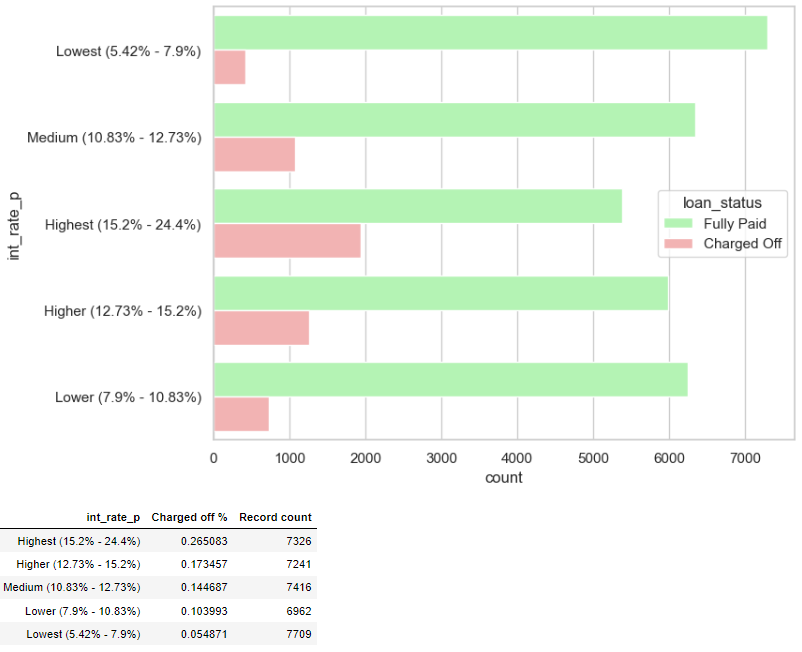 Lowest (5.42% - 7.9%)
Medium (10.83% - 12.73%)
Highest (15.2% - 24.4%)
Higher (12.73% - 15.2%)
Lower (7.9% - 10.83%)
int_rate_p
loan_status
Fully Paid
Charged Off
0 1000 2000 3000 4000 5000 6000 7000
count
int_rate_p Charged off % Record count
Highest (15.2% - 24.4%) 0.265083 7326
Higher (12.73% - 15.2%) 0.173457 7241
Medium (10.83% - 12.73%) 0.144687 7416
Lower (7.9% - 10.83%) 0.103993 6962
Lowest (5.42% - 7.9%) 0.054871 7709